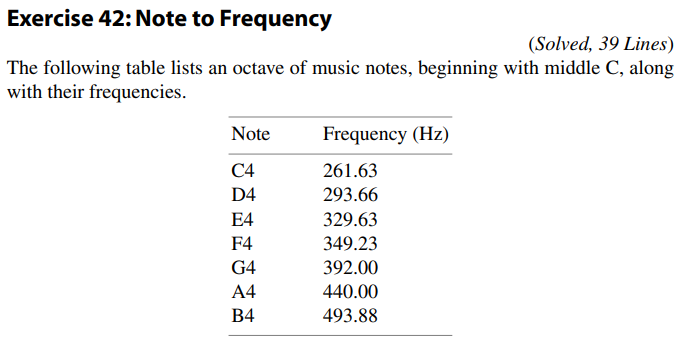 Exercise 42: Note to Frequency
(Solved, 39 Lines)
The following table lists an octave of music notes, beginning with middle C, along
with their frequencies.
Note Frequency (Hz)
C4 261.63
D4 293.66
E4 329.63
F4 349.23
G4 392.00
A4 440.00
B4 493.88